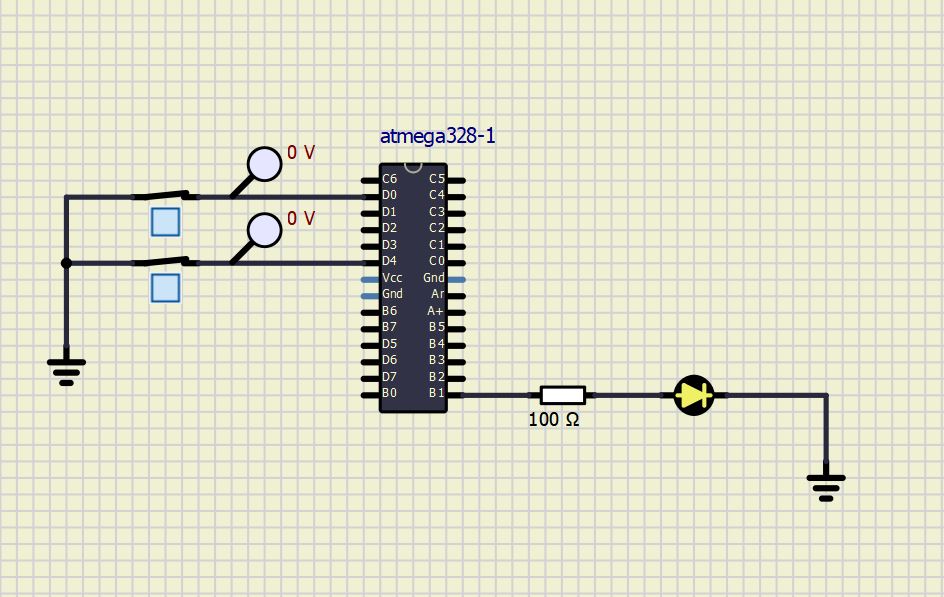 atmega328-1
0 V
0 V
C6 C5
D0 C4
D1 C3
D2 C2
D3 C1
D4 C0
Vcc Gnd
Gnd Ar
B6 A+
B7 B5
D5 B4
D6 B3
D7 B2
B0 B1
100 Ω